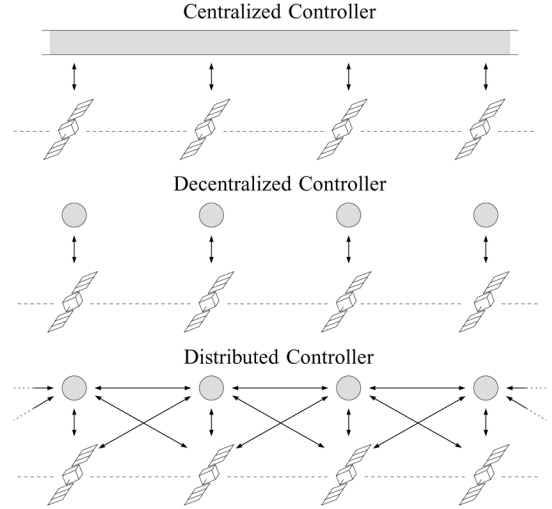 Centralized Controller
Decentralized Controller
Distributed Controller